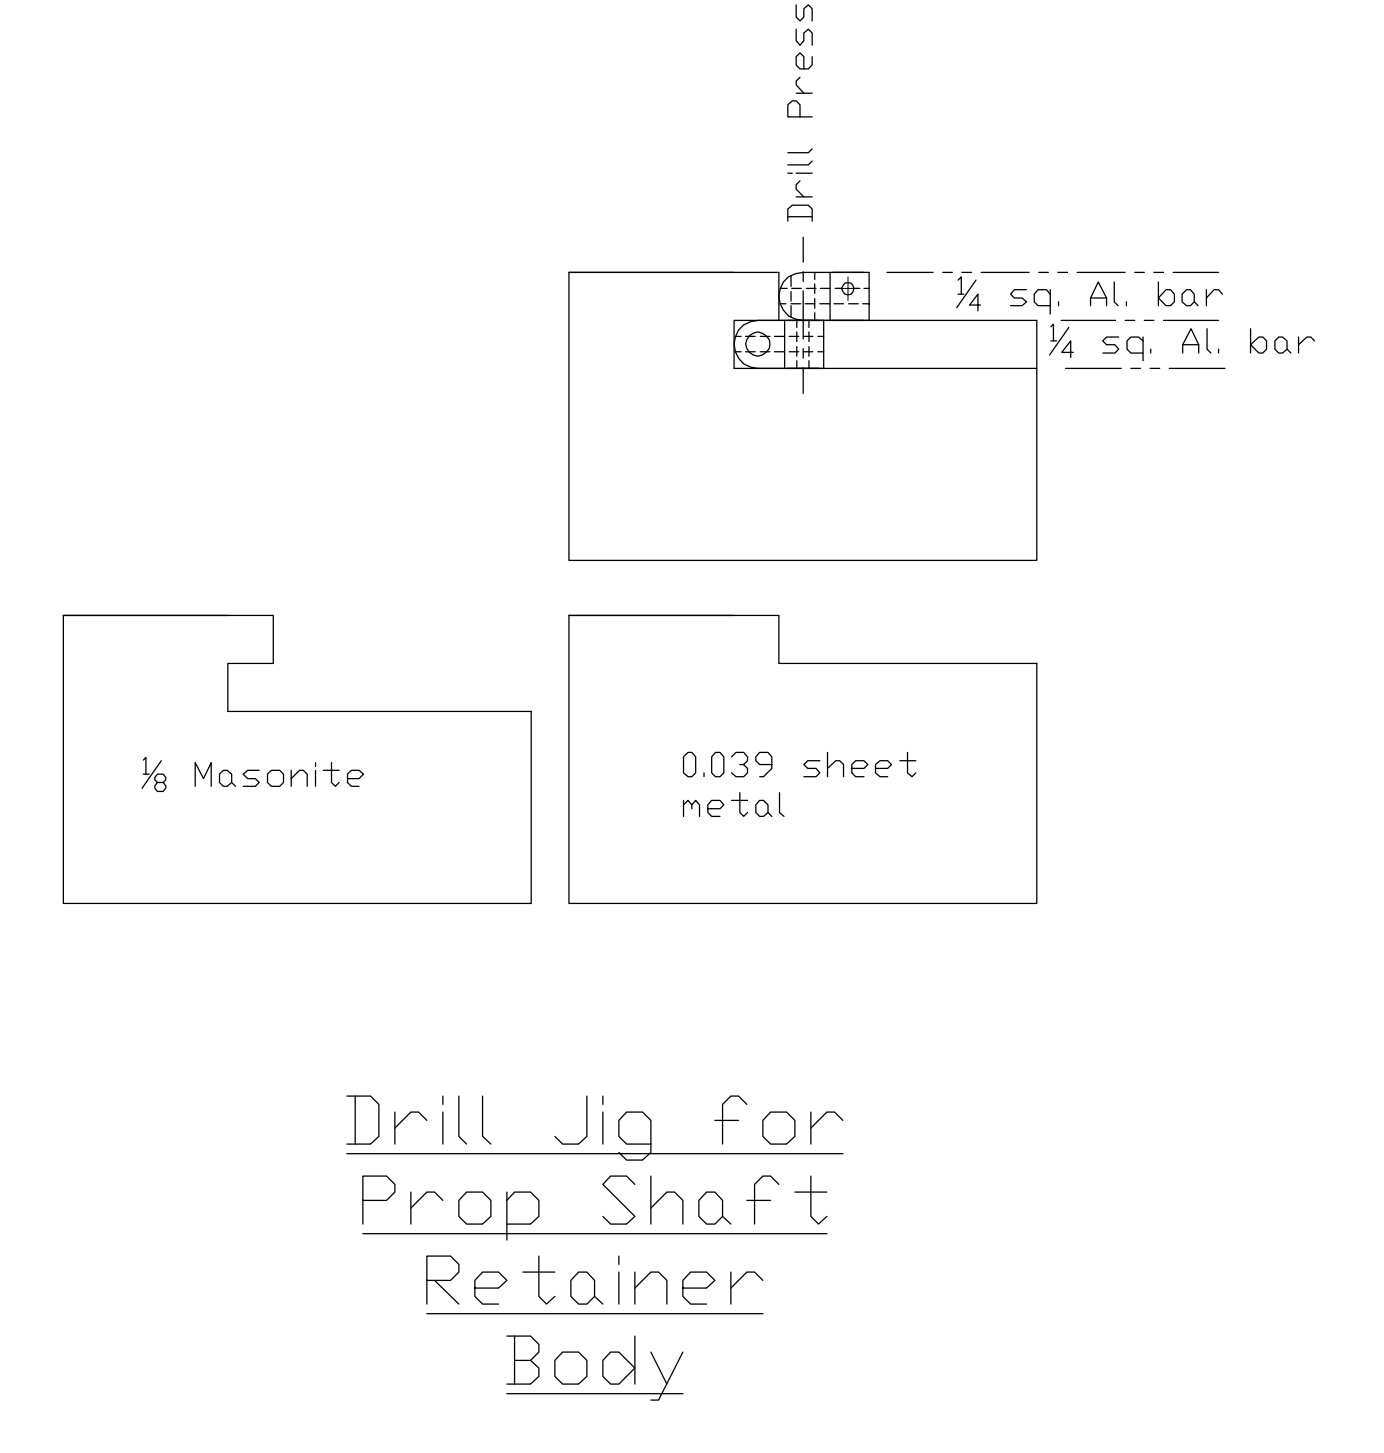 Drill Press
¼ sq. Al. bar
¼ sq. Al. bar
⅛ Masonite
0.039 sheet
metal
Drill Jig for
Prop Shaft
Retainer
Body